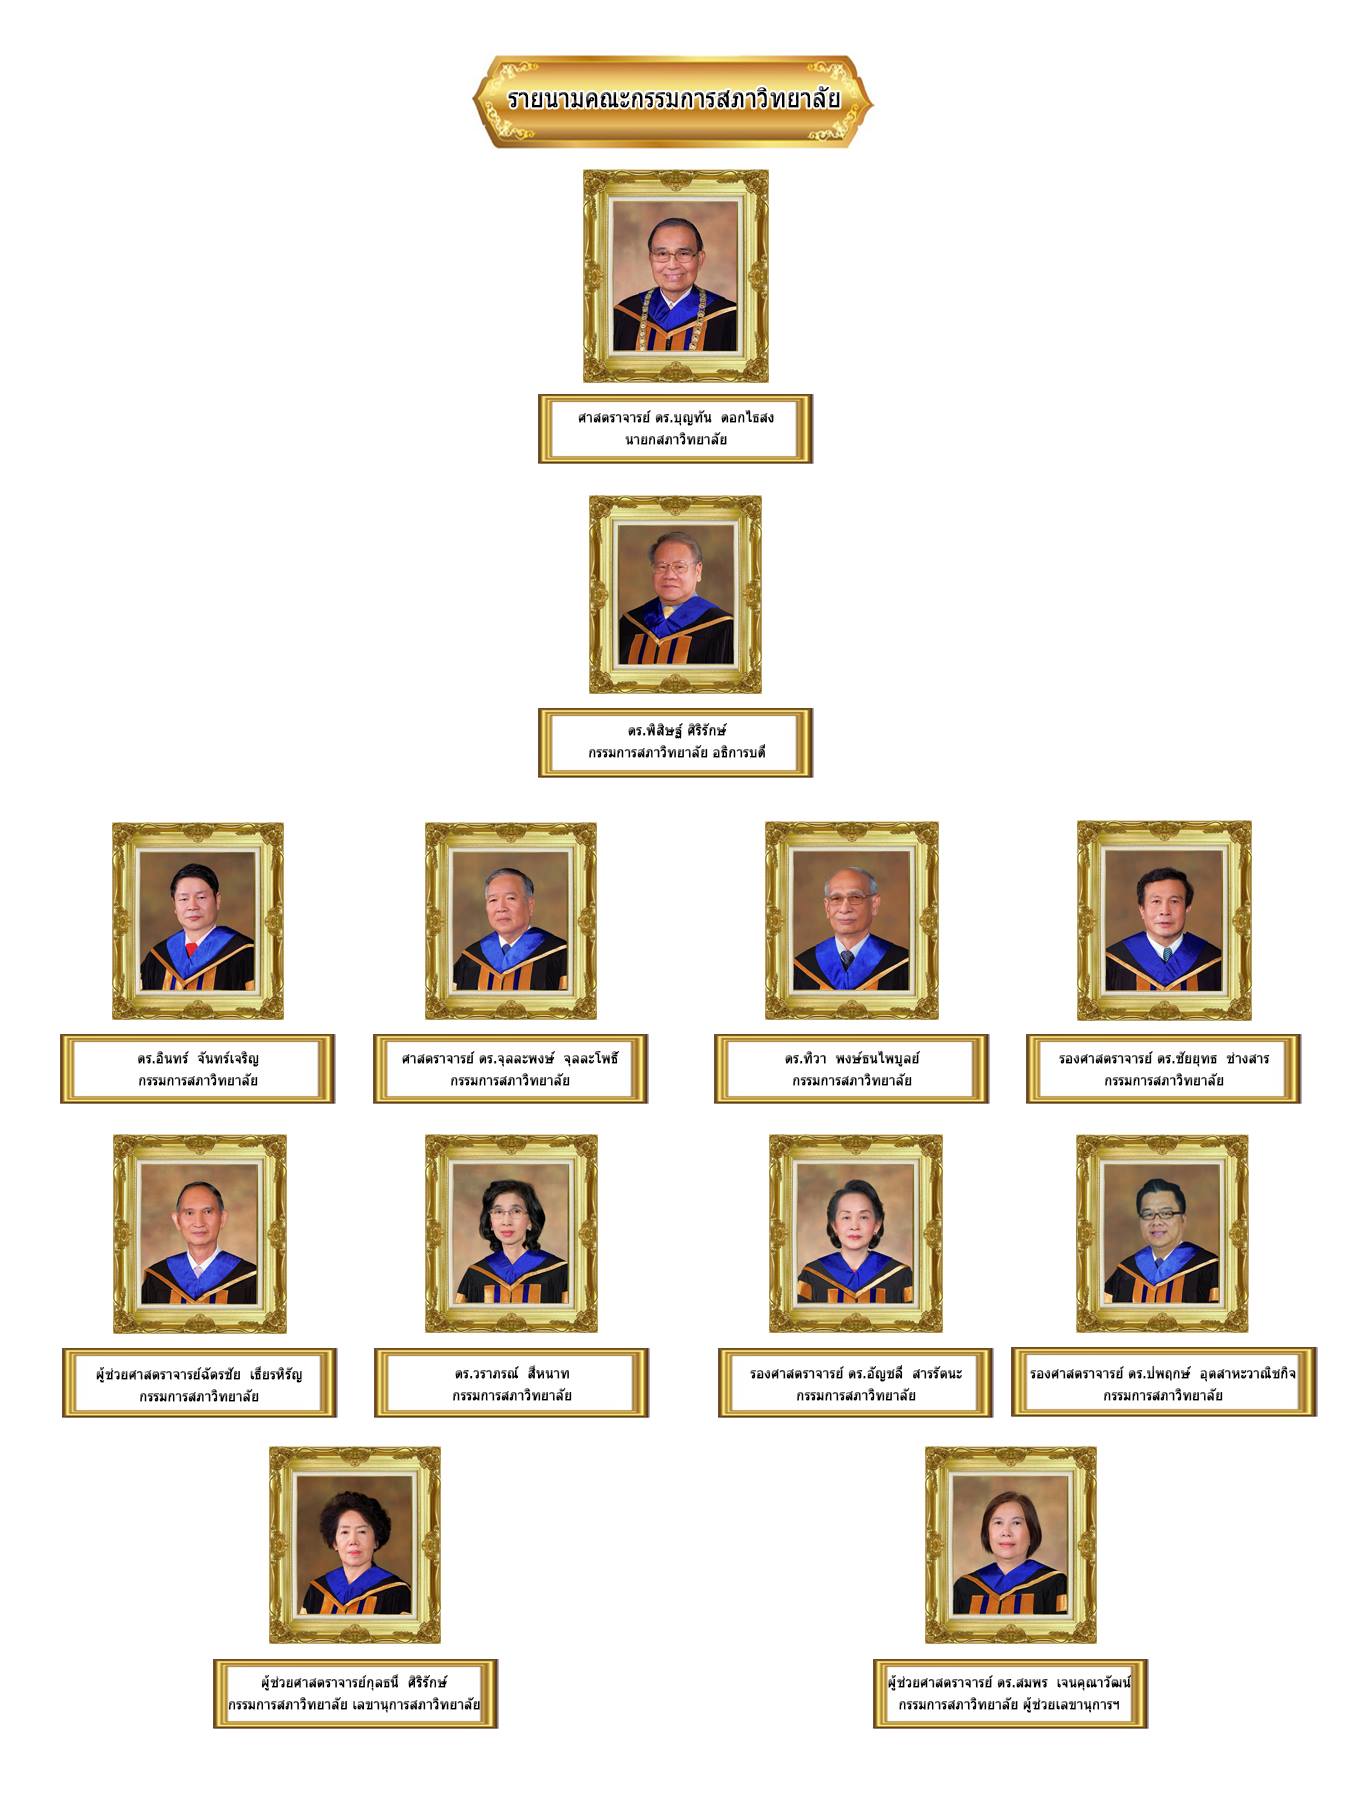 รายนามคณะกรรมการสภาวิทยาลัย
ศาสตราจารย์ ดร.บุญทัน ดอกไธสง
นายกสภาวิทยาลัย
ดร.พิสิษฐ์ ศิริรักษ์
กรรมการสภาวิทยาลัย อธิการบดี
ดร.อินทร์ จันทร์เจริญ
กรรมการสภาวิทยาลัย
ศาสตราจารย์ ดร.จุลละพงษ์ จุลละโพธิ์
กรรมการสภาวิทยาลัย
ดร.ทิวา พงษ์ธนไพบูลย์
กรรมการสภาวิทยาลัย
รองศาสตราจารย์ ดร.ชัยยุทธ ช่างสาร
กรรมการสภาวิทยาลัย
ผู้ช่วยศาสตราจารย์ฉัตรชัย เธียรหิรัญ
กรรมการสภาวิทยาลัย
ดร.วราภรณ์ สีหนาท
กรรมการสภาวิทยาลัย
รองศาสตราจารย์ ดร.อัญชลี สารรัตนะ
กรรมการสภาวิทยาลัย
รองศาสตราจารย์ ดร.ปพฤกษ์ อุตสาหะวาณิชกิจ
กรรมการสภาวิทยาลัย
ผู้ช่วยศาสตราจารย์กุลธนี ศิริรักษ์
กรรมการสภาวิทยาลัย เลขานุการสภาวิทยาลัย
ผู้ช่วยศาสตราจารย์ ดร.สมพร เจนคุณาวัฒน์
กรรมการสภาวิทยาลัย ผู้ช่วยเลขานุการฯ